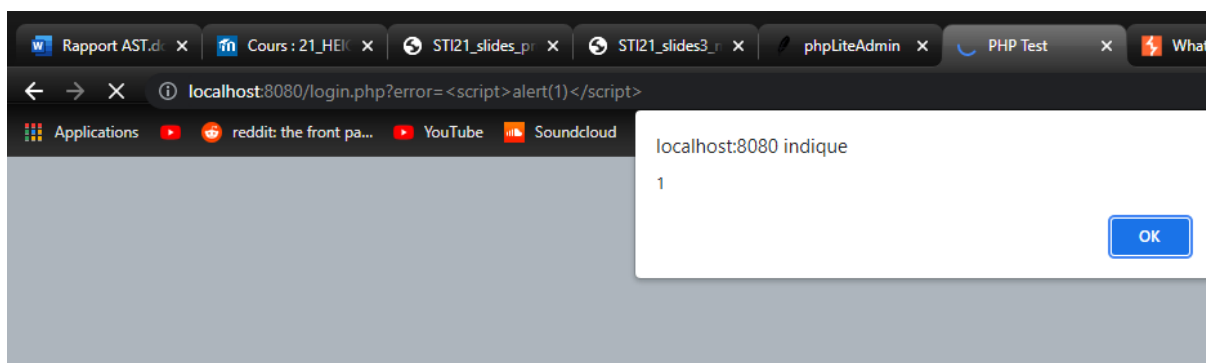 Rapport AST.d
Cours : 21_HEI
STI21_slides_pr
STI21_slides3_n
phpLiteAdmin
PHP Test
What
localhost:8080/login.php?error=<script>alert(1)</script>
Applications
reddit: the front pa...
YouTube
Soundcloud
localhost:8080 indique
1
OK